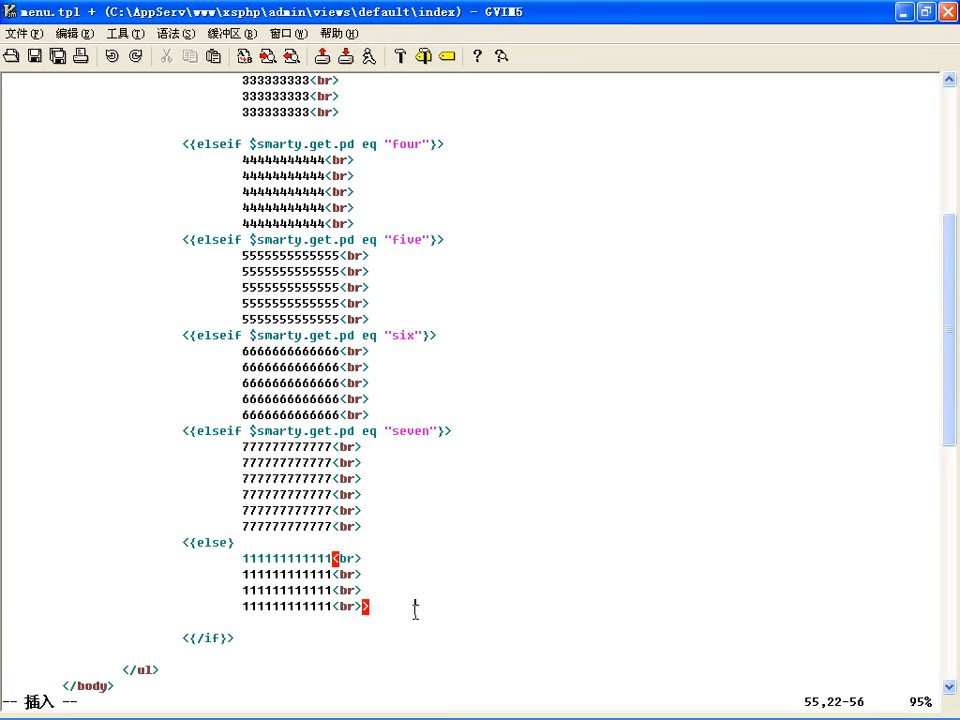 menu.tpl + (C:\AppServ\www\xsphp\admin\views\default\index) - GVIM5
文件(F) 编辑(E) 工具(T) 语法(S) 缓冲区(B) 窗口(W) 帮助(H)
333333333<br>
333333333<br>
333333333<br>
<{elseif $smarty.get.pd eq "four"}>
44444444444<br>
44444444444<br>
44444444444<br>
44444444444<br>
44444444444<br>
<{elseif $smarty.get.pd eq "five"}>
5555555555555<br>
5555555555555<br>
5555555555555<br>
5555555555555<br>
5555555555555<br>
<{elseif $smarty.get.pd eq "six"}>
6666666666666<br>
6666666666666<br>
6666666666666<br>
6666666666666<br>
6666666666666<br>
<{elseif $smarty.get.pd eq "seven"}>
777777777777<br>
777777777777<br>
777777777777<br>
777777777777<br>
777777777777<br>
777777777777<br>
<{else}
111111111111<br>
111111111111<br>
111111111111<br>
111111111111<br>>
<{/if}>
</ul>
</body>
-- 插入 -- 55,22-56 95%